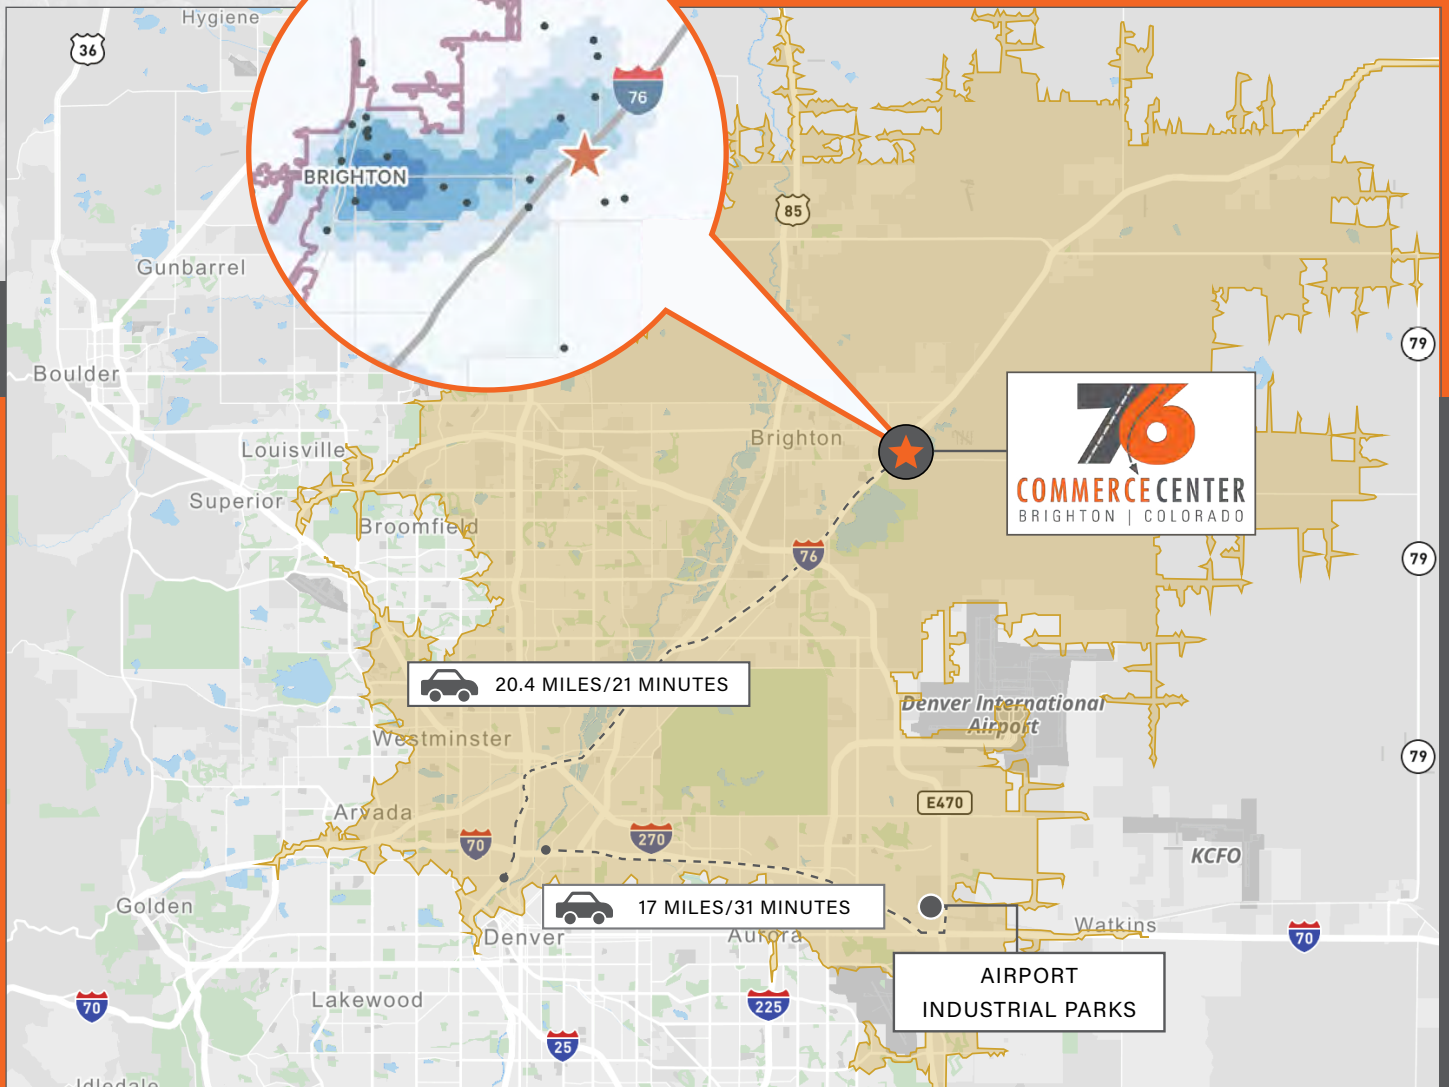 Hygiene
36
76
BRIGHTON
85
Gunbarrel
79
Boulder
76
COMMERCE CENTER
BRIGHTON | COLORADO
Brighton
Louisville
Superior
Broomfield
76
79
20.4 MILES/21 MINUTES
Denver International
Airport
Westminster
79
E470
Arvada
70
270
KCFO
17 MILES/31 MINUTES
Golden
Denver
Aurora
Watkins
70
AIRPORT
INDUSTRIAL PARKS
Lakewood
70
225
25
Idledale